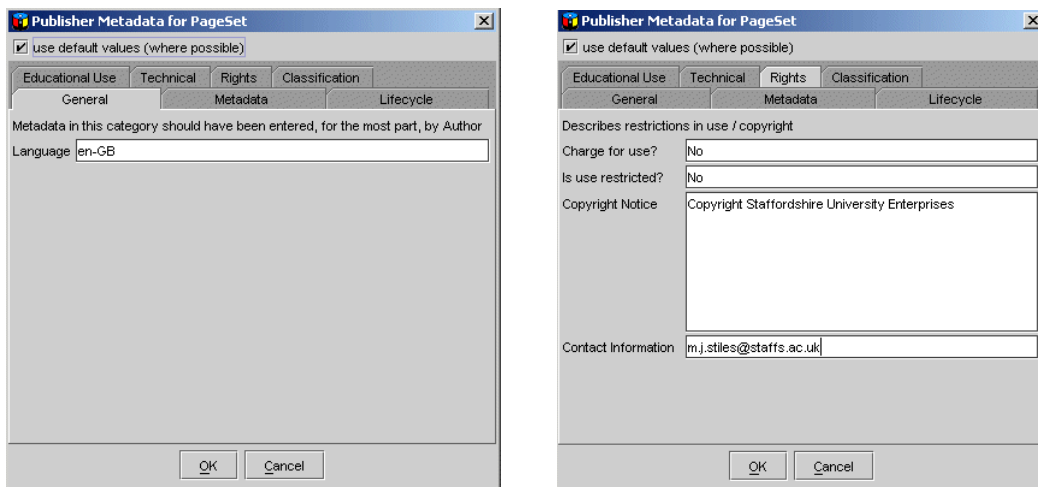 Publisher Metadata for PageSet
use default values (where possible)
Educational Use Technical Rights Classification
General Metadata Lifecycle
Metadata in this category should have been entered, for the most part, by Author
Language en-GB
OK Cancel
Publisher Metadata for PageSet
use default values (where possible)
Educational Use Technical Rights Classification
General Metadata Lifecycle
Describes restrictions in use / copyright
Charge for use? No
Is use restricted? No
Copyright Notice Copyright Staffordshire University Enterprises
Contact Information m.j.stiles@staffs.ac.uk
OK Cancel